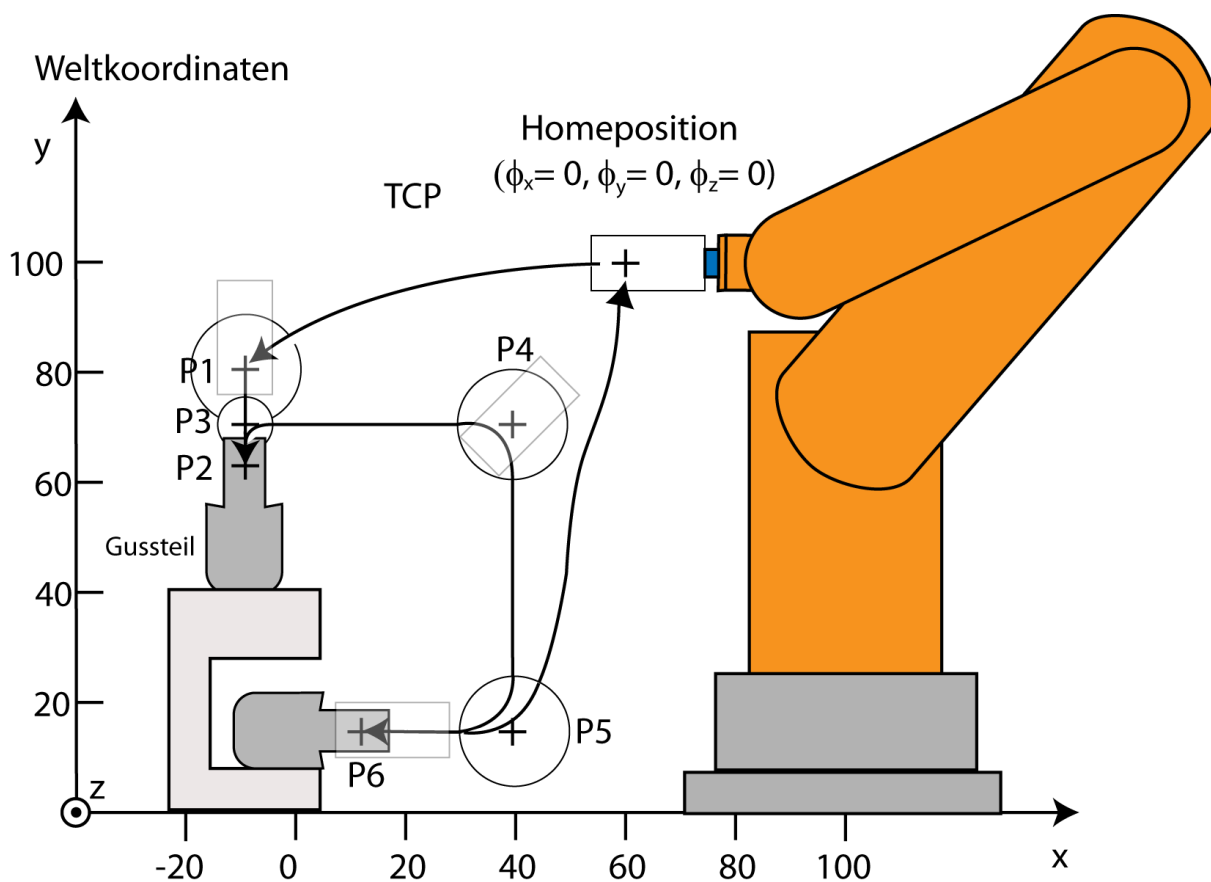 Weltkoordinaten
y
Homeposition
(ϕx= 0, ϕy= 0, ϕz= 0)
TCP
100
80
60
40
20
P1
P4
P3
P2
Gussteil
P5
P6
z
-20 0 20 40 60 80 100
x